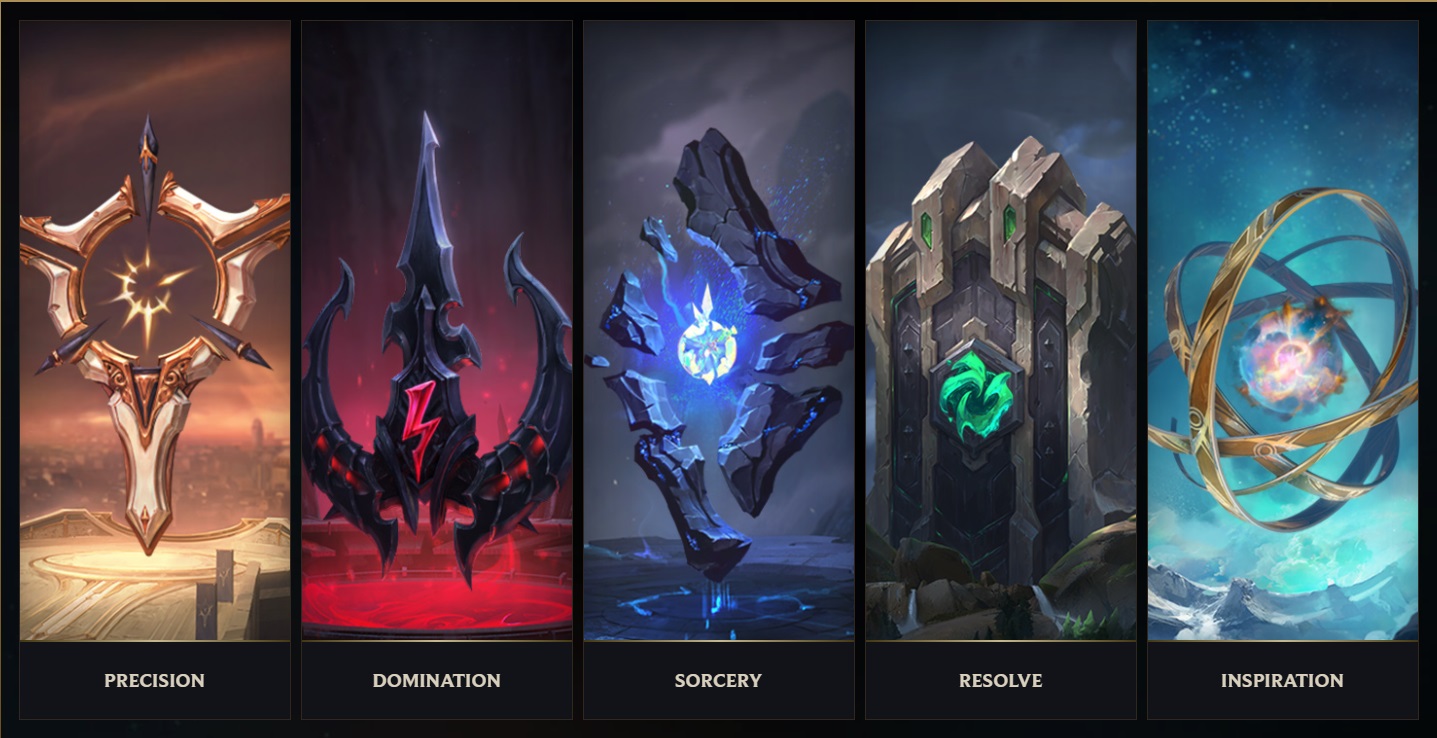 PRECISION
DOMINATION
SORCERY
RESOLVE
INSPIRATION